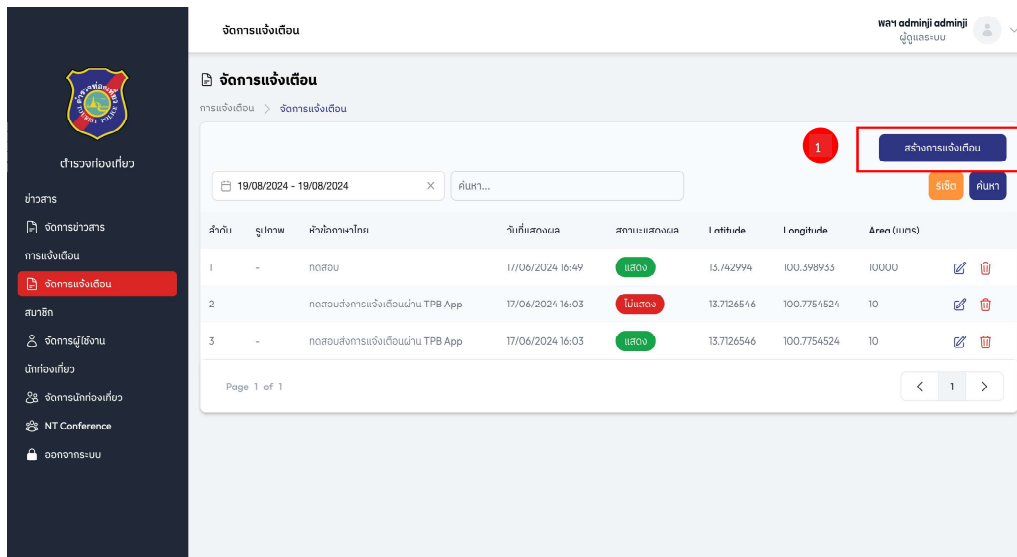 จัดการแจ้งเตือน
พลฯ adminji adminji
ผู้ดูแลระบบ
จัดการแจ้งเตือน
การแจ้งเตือน > จัดการแจ้งเตือน
TOURIST POLICE
ตำรวจท่องเที่ยว
ข่าวสาร
จัดการข่าวสาร
การแจ้งเตือน
จัดการแจ้งเตือน
สมาชิก
จัดการผู้ใช้งาน
นักท่องเที่ยว
จัดการนักท่องเที่ยว
NT Conference
ออกจากระบบ
1
สร้างการแจ้งเตือน
19/08/2024 - 19/08/2024
ค้นหา...
รีเซ็ต ค้นหา
ลำดับ รูปภาพ หัวข้อภาษาไทย วันที่แสดงผล สถานะแสดงผล Latitude Longitude Area (เมตร)
1 - ทดสอบ 17/06/2024 16:49 แสดง 13.742994 100.398933 10000
2 - ทดสอบส่งการแจ้งเตือนผ่าน TPB App 17/06/2024 16:03 ไม่แสดง 13.7126546 100.7754524 10
3 - ทดสอบส่งการแจ้งเตือนผ่าน TPB App 17/06/2024 16:03 แสดง 13.7126546 100.7754524 10
Page 1 of 1
< 1 >